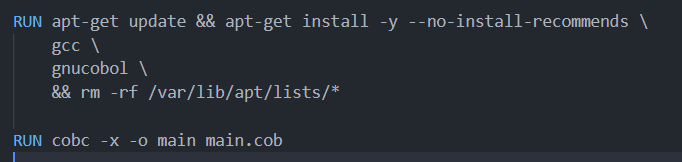 RUN apt-get update && apt-get install -y --no-install-recommends \
    gcc \
    gnucobol \
    && rm -rf /var/lib/apt/lists/*

RUN cobc -x -o main main.cob